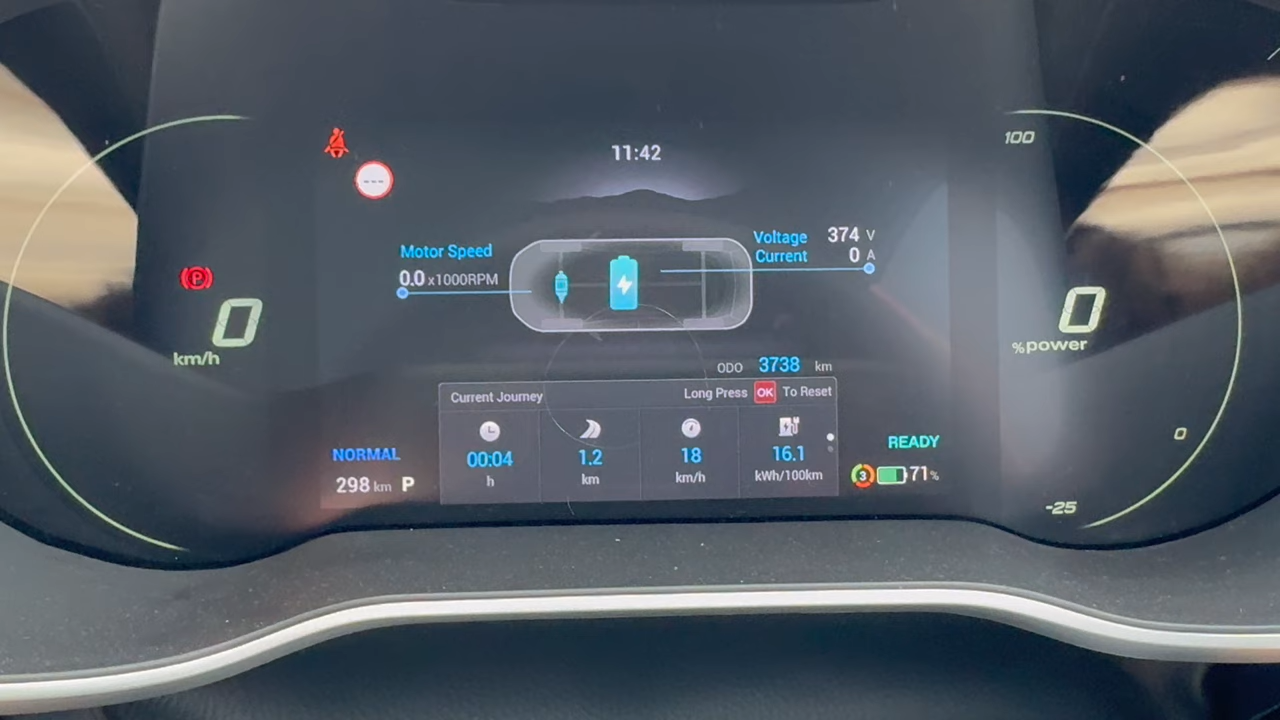 11:42
100
---
Motor Speed
0.0 x1000RPM
Voltage 374 V
Current 0 A
P
0
km/h
0
%power
ODO 3738 km
Current Journey
Long Press OK To Reset
00:04
h
1.2
km
18
km/h
16.1
kWh/100km
NORMAL
298 km P
READY
3 71%
0
-25